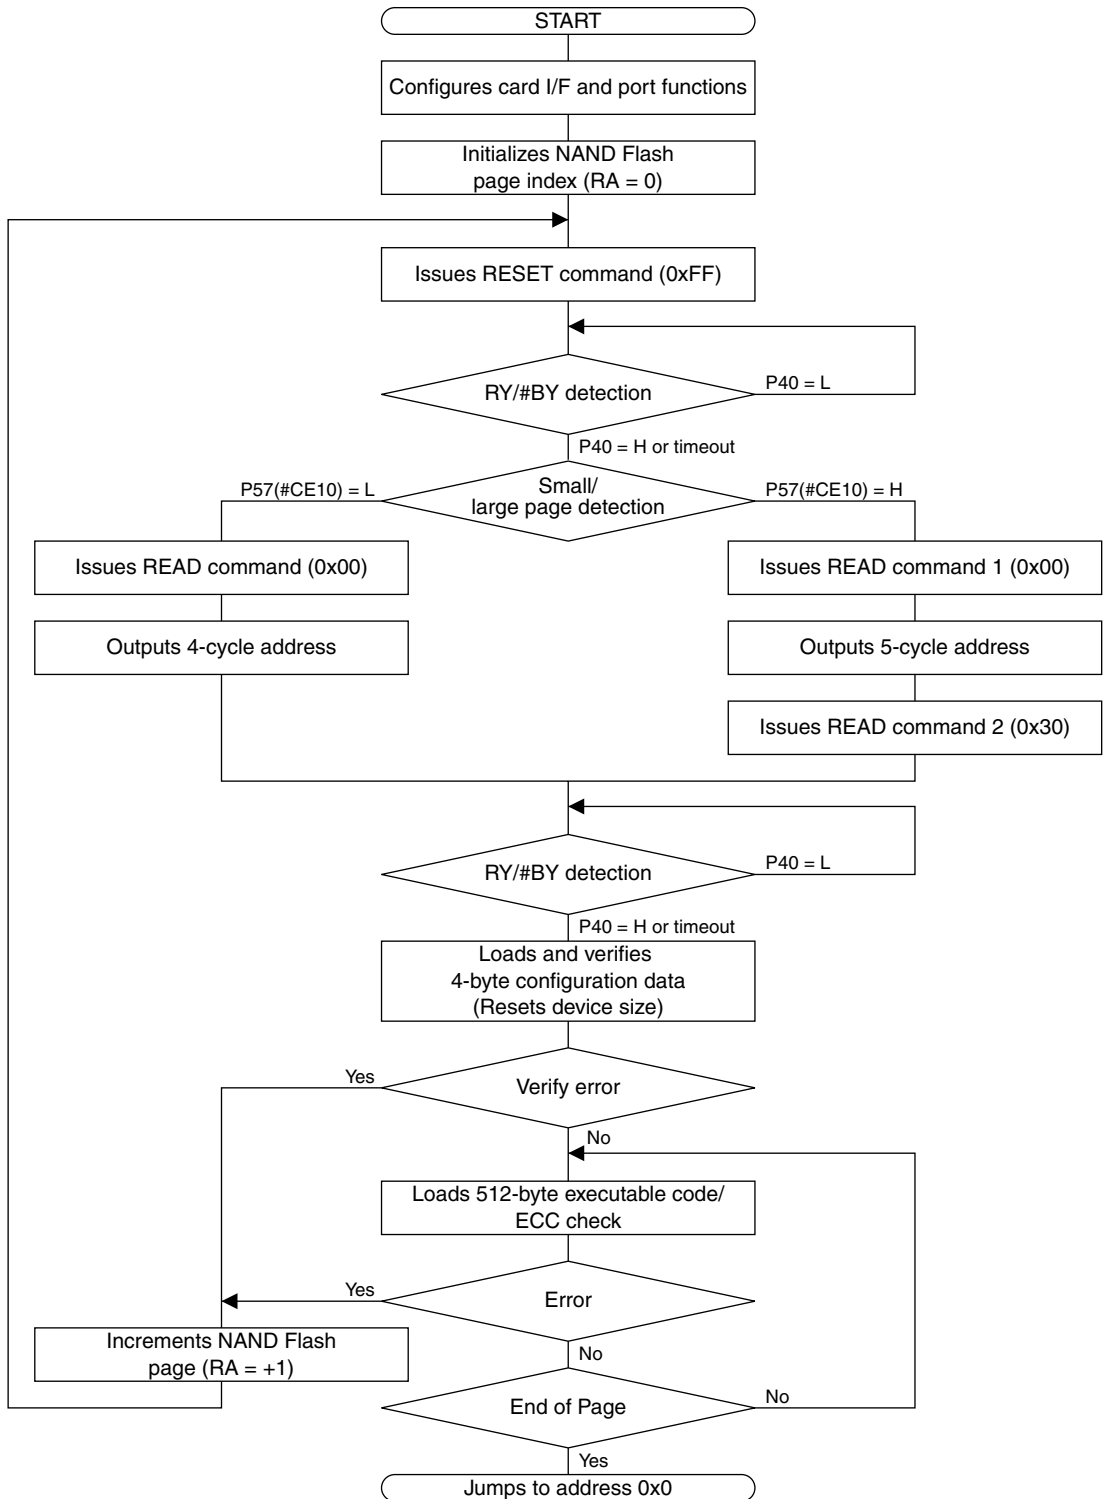 START
Configures card I/F and port functions
Initializes NAND Flash
page index (RA = 0)
Issues RESET command (0xFF)
RY/#BY detection
P40 = L
P40 = H or timeout
P57(#CE10) = L
Small/
large page detection
P57(#CE10) = H
Issues READ command (0x00)
Issues READ command 1 (0x00)
Outputs 4-cycle address
Outputs 5-cycle address
Issues READ command 2 (0x30)
RY/#BY detection
P40 = L
P40 = H or timeout
Loads and verifies
4-byte configuration data
(Resets device size)
Yes
Verify error
No
Loads 512-byte executable code/
ECC check
Yes
Error
Increments NAND Flash
page (RA = +1)
No
End of Page
No
Yes
Jumps to address 0x0